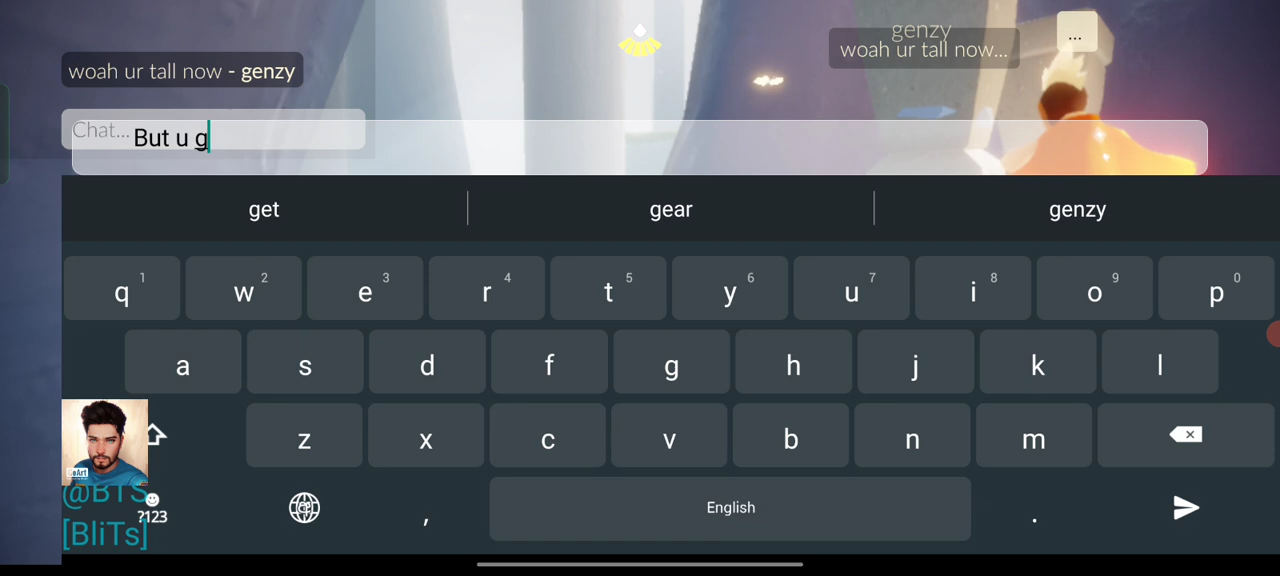 genzy
...
woah ur tall now...
woah ur tall now - genzy
Chat...
But u g
get gear genzy
q 1 w 2 e 3 r 4 t 5 y 6 u 7 i 8 o 9 p 0
a s d f g h j k l
z x c v b n m
@BTS
?123 , English .
[BliTs]